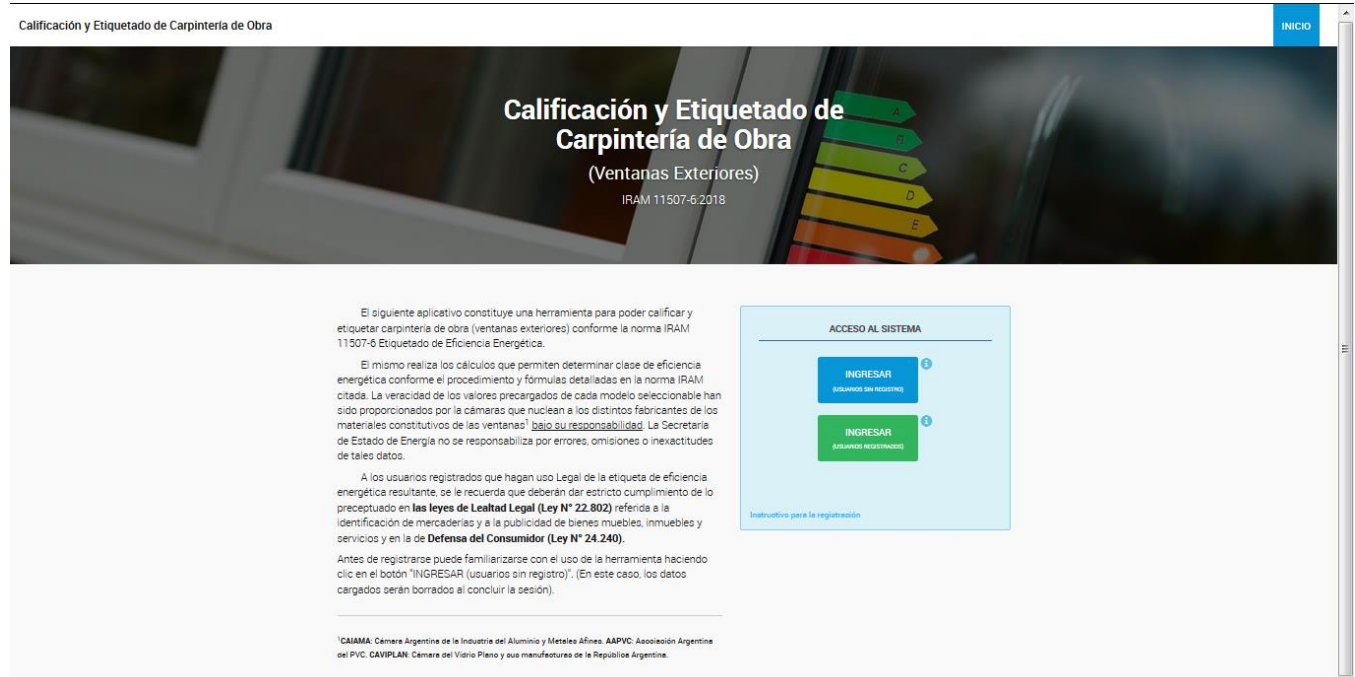 Calificación y Etiquetado de Carpintería de Obra
INICIO
Calificación y Etiquetado de
Carpintería de Obra
(Ventanas Exteriores)
IRAM 11507-6:2018
A
B
C
D
E
El siguiente aplicativo constituye una herramienta para poder calificar y
etiquetar carpintería de obra (ventanas exteriores) conforme la norma IRAM
11507-6 Etiquetado de Eficiencia Energética.
El mismo realiza los cálculos que permiten determinar clase de eficiencia
energética conforme el procedimiento y fórmulas detalladas en la norma IRAM
citada. La veracidad de los valores precargados de cada modelo seleccionable han
sido proporcionados por la cámaras que nuclean a los distintos fabricantes de los
materiales constitutivos de las ventanas¹ bajo su responsabilidad. La Secretaría
de Estado de Energía no se responsabiliza por errores, omisiones o inexactitudes
de tales datos.
A los usuarios registrados que hagan uso Legal de la etiqueta de eficiencia
energética resultante, se le recuerda que deberán dar estricto cumplimiento de lo
preceptuado en las leyes de Lealtad Legal (Ley N° 22.802) referida a la
identificación de mercaderías y a la publicidad de bienes muebles, inmuebles y
servicios y en la de Defensa del Consumidor (Ley N° 24.240).
Antes de registrarse puede familiarizarse con el uso de la herramienta haciendo
clic en el botón "INGRESAR (usuarios sin registro)". (En este caso, los datos
cargados serán borrados al concluir la sesión).
¹CAIAMA: Cámara Argentina de la Industria del Aluminio y Metales Afines. AAPVC: Asociación Argentina
del PVC. CAVIPLAN: Cámara del Vidrio Plano y sus manufacturas de la República Argentina.
ACCESO AL SISTEMA
INGRESAR
(USUARIOS SIN REGISTRO)
INGRESAR
(USUARIOS REGISTRADOS)
Instructivo para la registración